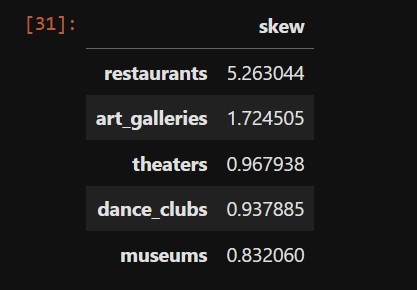 [31]:
skew
restaurants 5.263044
art_galleries 1.724505
theaters 0.967938
dance_clubs 0.937885
museums 0.832060